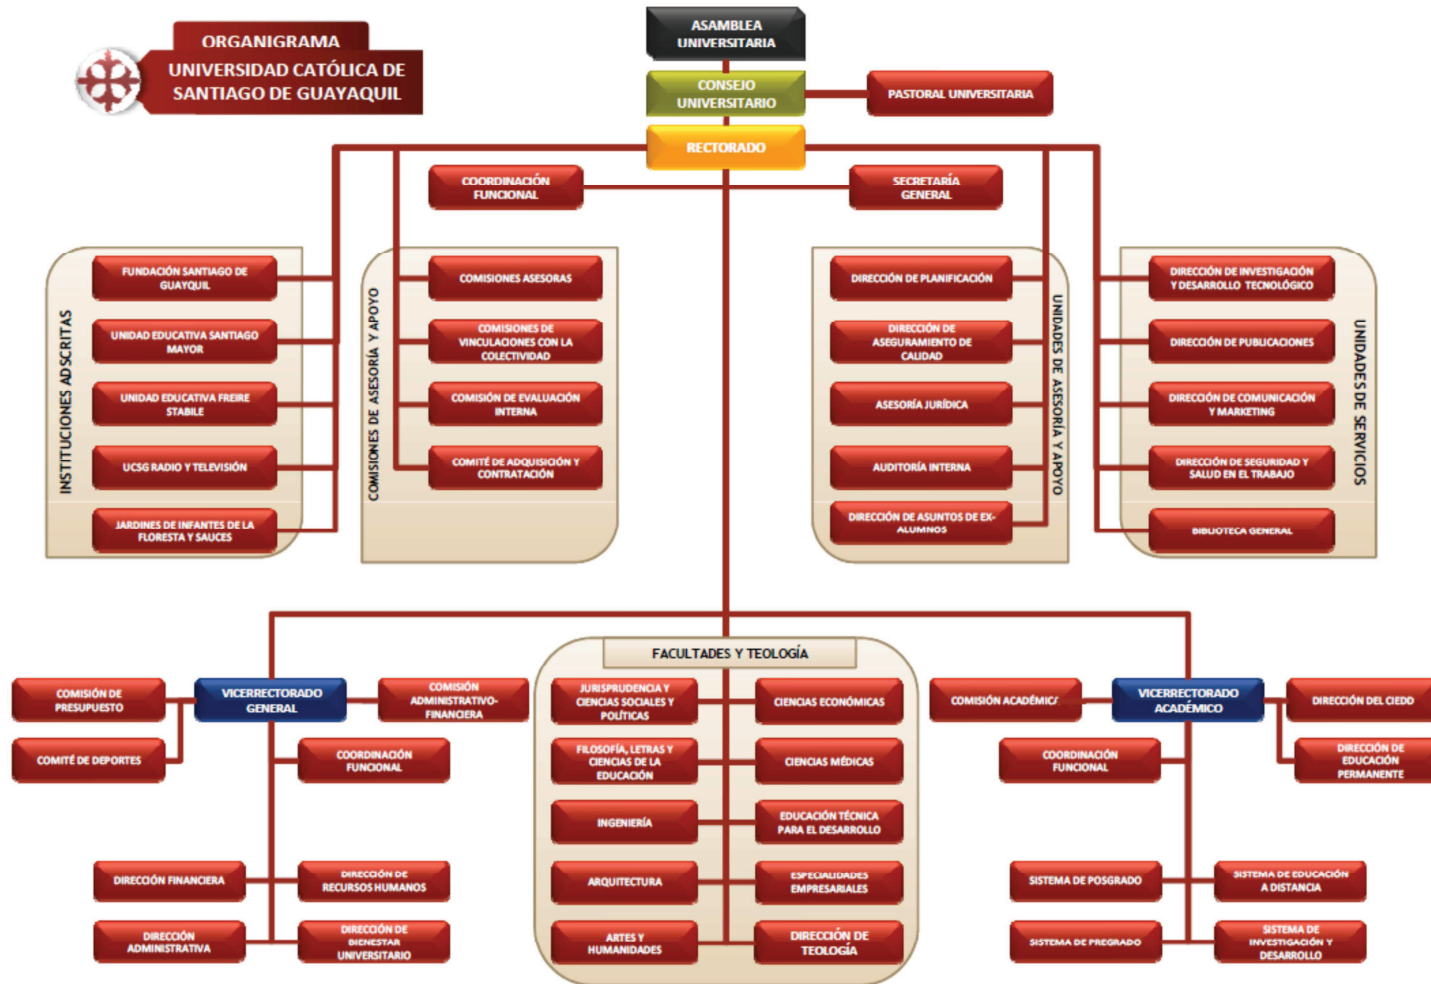 ORGANIGRAMA
UNIVERSIDAD CATÓLICA DE
SANTIAGO DE GUAYAQUIL
ASAMBLEA
UNIVERSITARIA
CONSEJO
UNIVERSITARIO
PASTORAL UNIVERSITARIA
RECTORADO
COORDINACIÓN
FUNCIONAL
SECRETARÍA
GENERAL
INSTITUCIONES ADSCRITAS
FUNDACIÓN SANTIAGO DE
GUAYQUIL
UNIDAD EDUCATIVA SANTIAGO
MAYOR
UNIDAD EDUCATIVA FREIRE
STABILE
UCSG RADIO Y TELEVISIÓN
JARDINES DE INFANTES DE LA
FLORESTA Y SAUCES
COMISIONES DE ASESORÍA Y APOYO
COMISIONES ASESORAS
COMISIONES DE
VINCULACIONES CON LA
COLECTIVIDAD
COMISIÓN DE EVALUACIÓN
INTERNA
COMITÉ DE ADQUISICIÓN Y
CONTRATACIÓN
DIRECCIÓN DE PLANIFICACIÓN
DIRECCIÓN DE
ASEGURAMIENTO DE
CALIDAD
ASESORÍA JURÍDICA
AUDITORÍA INTERNA
DIRECCIÓN DE ASUNTOS DE EX-
ALUMNOS
UNIDADES DE ASESORÍA Y APOYO
DIRECCIÓN DE INVESTIGACIÓN
Y DESARROLLO TECNOLÓGICO
DIRECCIÓN DE PUBLICACIONES
DIRECCIÓN DE COMUNICACIÓN
Y MARKETING
DIRECCIÓN DE SEGURIDAD Y
SALUD EN EL TRABAJO
BIBLIOTECA GENERAL
UNIDADES DE SERVICIOS
COMISIÓN DE
PRESUPUESTO
VICERRECTORADO
GENERAL
COMISIÓN
ADMINISTRATIVO-
FINANCIERA
COMITÉ DE DEPORTES
COORDINACIÓN
FUNCIONAL
DIRECCIÓN FINANCIERA
DIRECCIÓN DE
RECURSOS HUMANOS
DIRECCIÓN
ADMINISTRATIVA
DIRECCIÓN DE
BIENESTAR
UNIVERSITARIO
FACULTADES Y TEOLOGÍA
JURISPRUDENCIA Y
CIENCIAS SOCIALES Y
POLÍTICAS
CIENCIAS ECONÓMICAS
FILOSOFÍA, LETRAS Y
CIENCIAS DE LA
EDUCACIÓN
CIENCIAS MÉDICAS
INGENIERÍA
EDUCACIÓN TÉCNICA
PARA EL DESARROLLO
ARQUITECTURA
ESPECIALIDADES
EMPRESARIALES
ARTES Y
HUMANIDADES
DIRECCIÓN DE
TEOLOGÍA
COMISIÓN ACADÉMICA
VICERRECTORADO
ACADÉMICO
DIRECCIÓN DEL CIEDD
COORDINACIÓN
FUNCIONAL
DIRECCIÓN DE
EDUCACIÓN
PERMANENTE
SISTEMA DE POSGRADO
SISTEMA DE EDUCACIÓN
A DISTANCIA
SISTEMA DE PREGRADO
SISTEMA DE
INVESTIGACIÓN Y
DESARROLLO